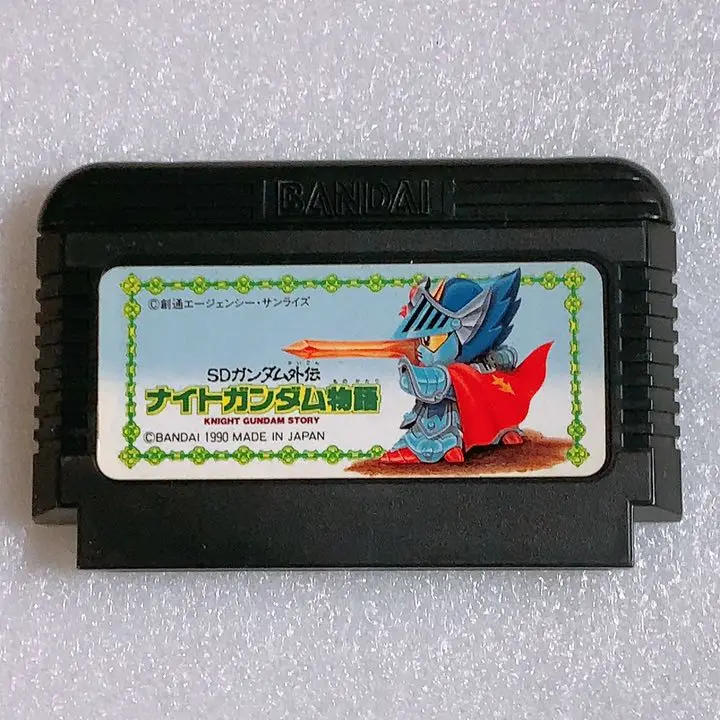 BANDAI
©創通エージェンシー・サンライズ
SDガンダム外伝
ナイトガンダム物語
KNIGHT GUNDAM STORY
©BANDAI 1990 MADE IN JAPAN